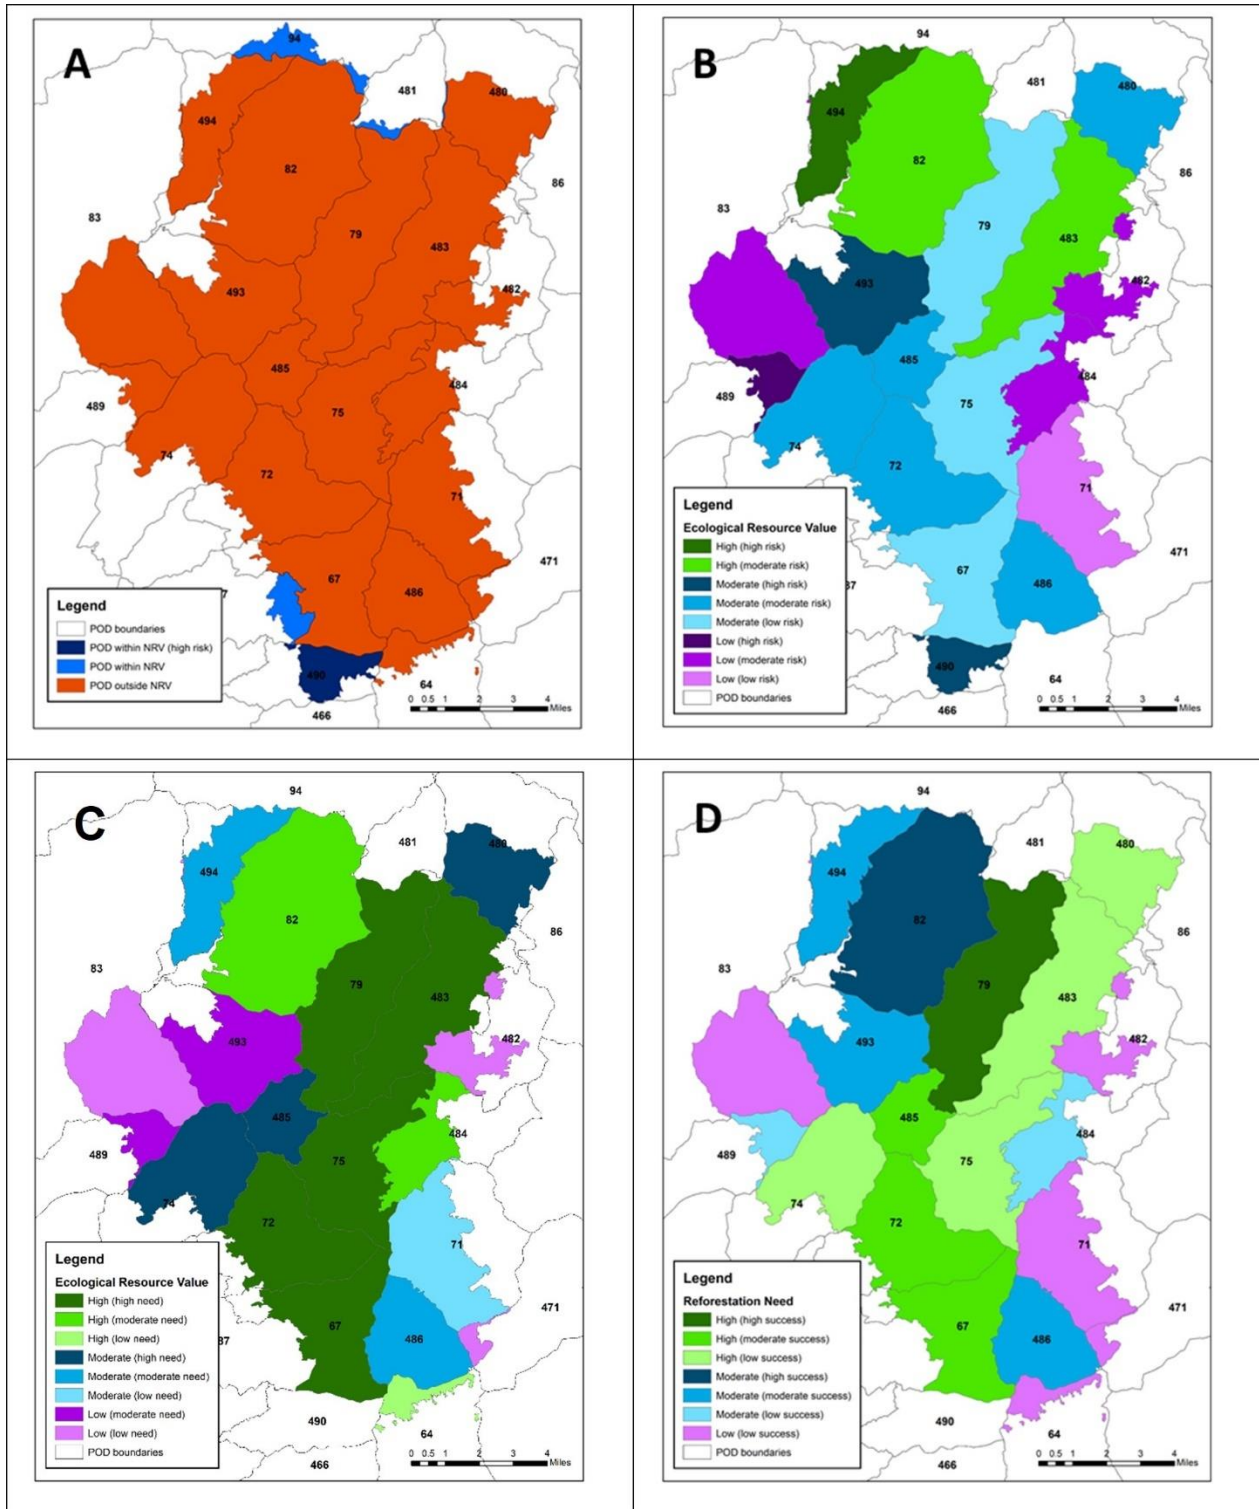 A
94
481
480
494
82
86
83
79
483
493
482
485
484
489
75
74
72
71
471
67
486
7
490
64
466
Legend
POD boundaries
POD within NRV (high risk)
POD within NRV
POD outside NRV
0 0.5 1 2 3 4
Miles
B
94
481
480
494
82
86
83
79
483
493
482
485
484
489
75
74
72
71
471
67
486
37
490
64
466
Legend
Ecological Resource Value
High (high risk)
High (moderate risk)
Moderate (high risk)
Moderate (moderate risk)
Moderate (low risk)
Low (high risk)
Low (moderate risk)
Low (low risk)
POD boundaries
0 0.5 1 2 3 4
Miles
C
94
481
480
494
82
86
83
79
483
493
482
485
484
489
75
74
72
71
471
67
486
37
490
64
466
Legend
Ecological Resource Value
High (high need)
High (moderate need)
High (low need)
Moderate (high need)
Moderate (moderate need)
Moderate (low need)
Low (moderate need)
Low (low need)
POD boundaries
0 0.5 1 2 3 4
Miles
D
94
481
480
494
82
86
83
79
483
493
482
485
484
489
75
74
72
71
471
67
486
490
64
466
Legend
Reforestation Need
High (high success)
High (moderate success)
High (low success)
Moderate (high success)
Moderate (moderate success)
Moderate (low success)
Low (low success)
POD boundaries
0 0.5 1 2 3 4
Miles